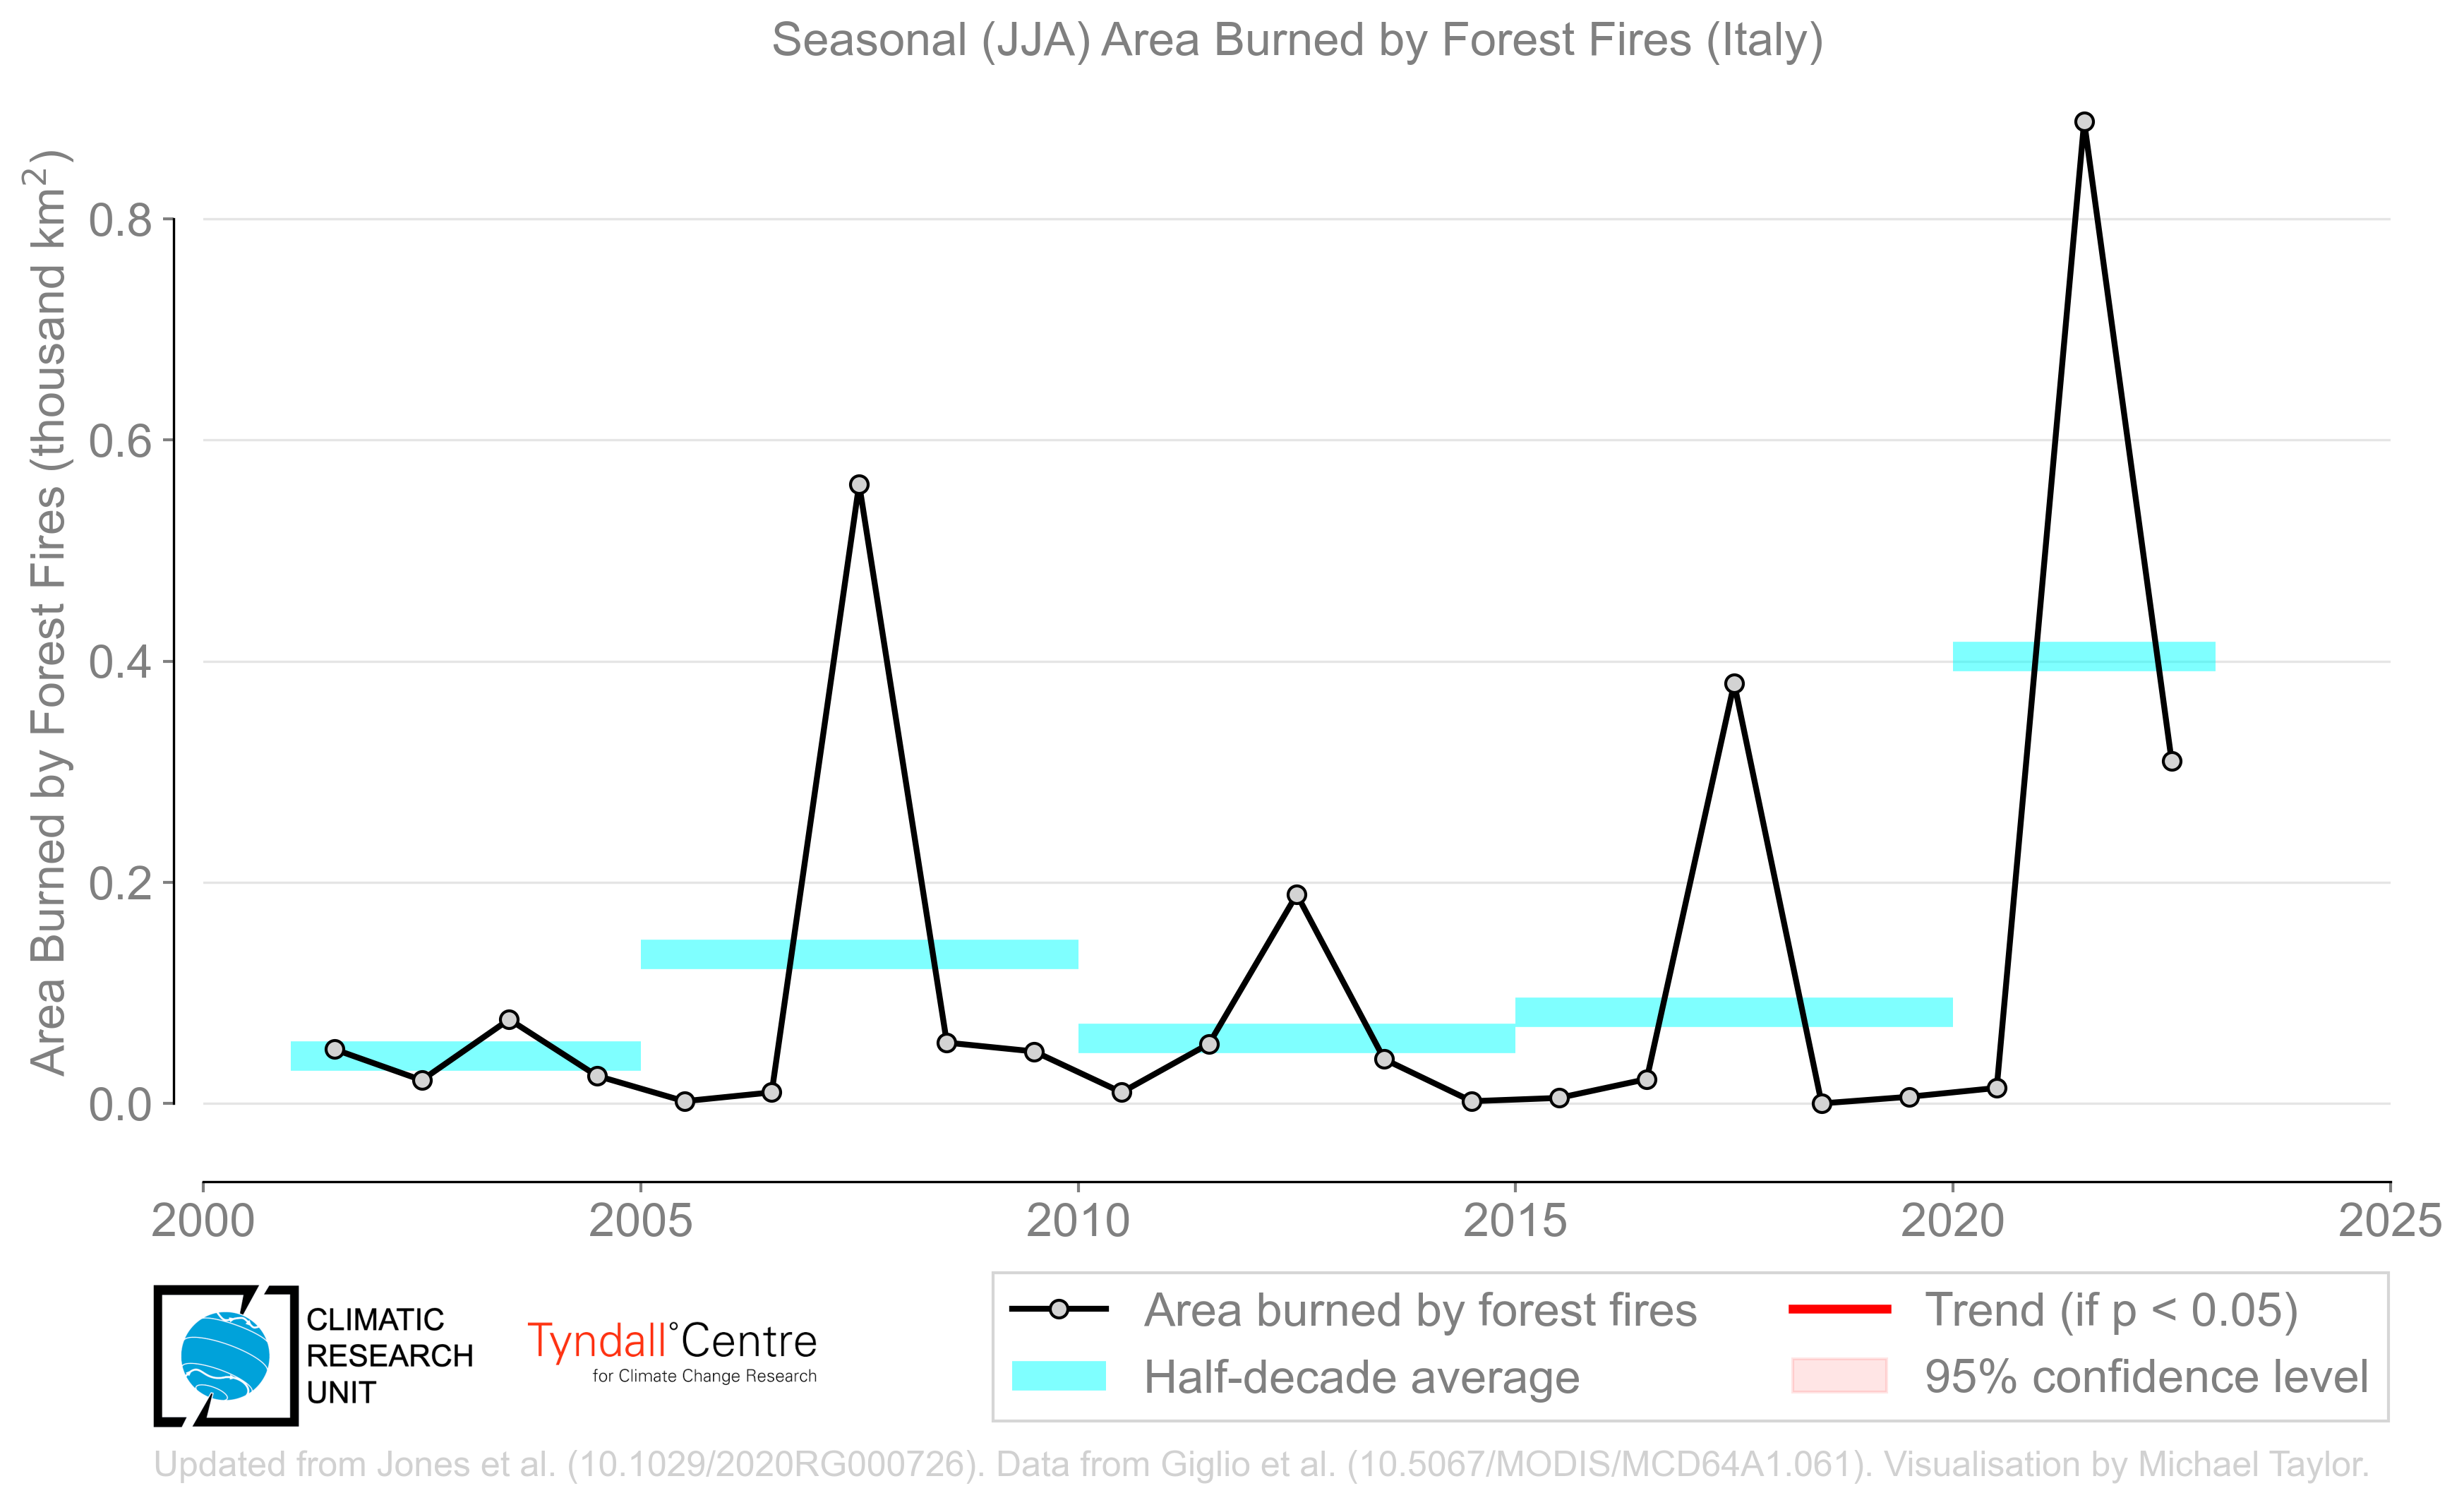 Seasonal (JJA) Area Burned by Forest Fires (Italy)
Area Burned by Forest Fires (thousand km²)
0.8
0.6
0.4
0.2
0.0
2000 2005 2010 2015 2020 2025
CLIMATIC
RESEARCH
UNIT
Tyndall°Centre
for Climate Change Research
Area burned by forest fires
Half-decade average
Trend (if p < 0.05)
95% confidence level
Updated from Jones et al. (10.1029/2020RG000726). Data from Giglio et al. (10.5067/MODIS/MCD64A1.061). Visualisation by Michael Taylor.